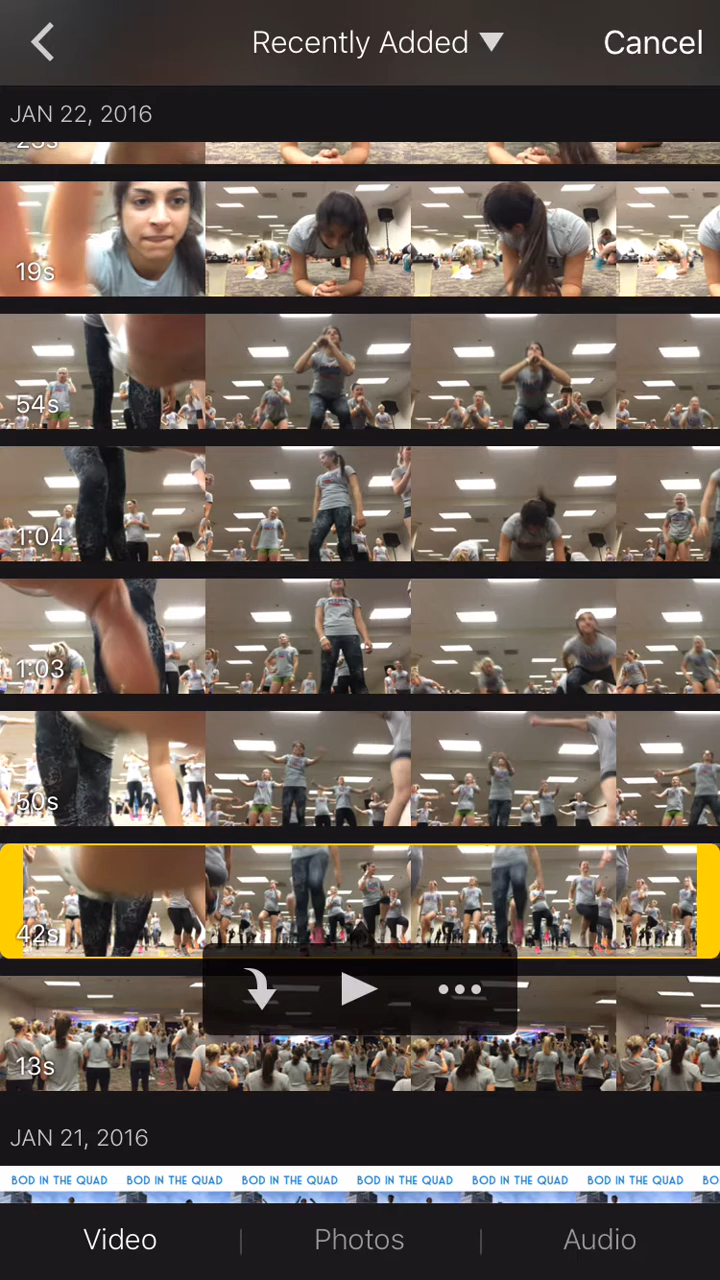 Recently Added ▼ Cancel
JAN 22, 2016
23s
19s
54s
1:04
1:03
50s
42s
13s
JAN 21, 2016
BOD IN THE QUAD BOD IN THE QUAD BOD IN THE QUAD BOD IN THE QUAD BOD IN THE QUAD BOD IN THE QUAD BO
Video | Photos | Audio